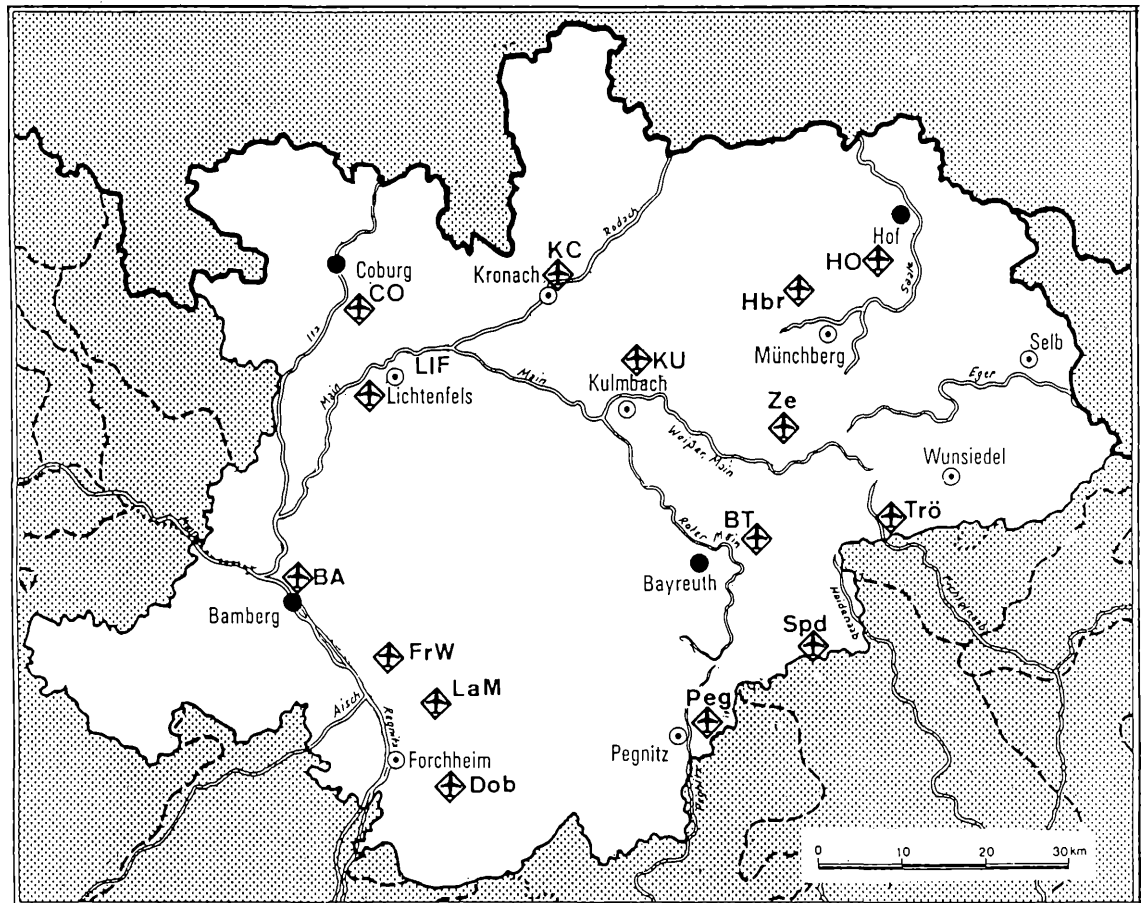 Hof
HO
Rodach
KC
Kronach
Coburg
CO
Hbr
Saale
Itz
Münchberg
Selb
LIF
Lichtenfels
Main
Main
KU
Kulmbach
Eger
Ze
Weißer Main
Wunsiedel
Trö
BT
Roter Main
Bayreuth
BA
Bamberg
Haidenaab
Fichtelnaab
Spd
FrW
LaM
Peg
Aisch
Regnitz
Pegnitz
Forchheim
Dob
0 10 20 30 km